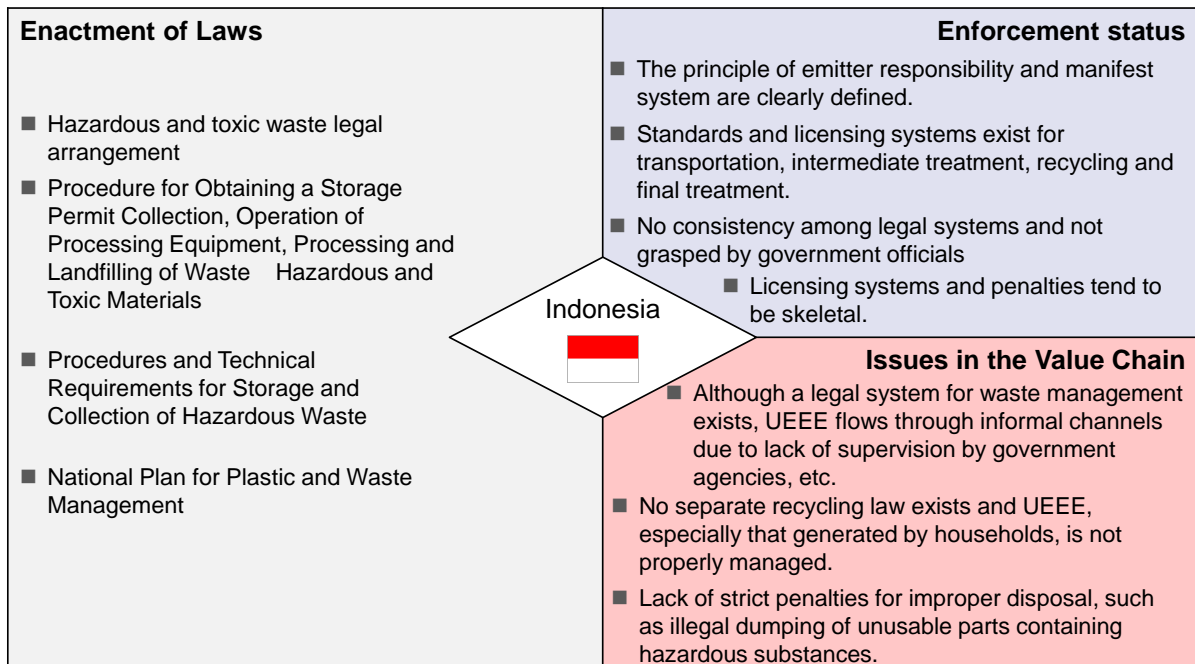 Enactment of Laws
Hazardous and toxic waste legal
arrangement
Procedure for Obtaining a Storage
Permit Collection, Operation of
Processing Equipment, Processing and
Landfilling of Waste Hazardous and
Toxic Materials
Procedures and Technical
Requirements for Storage and
Collection of Hazardous Waste
National Plan for Plastic and Waste
Management
Enforcement status
The principle of emitter responsibility and manifest
system are clearly defined.
Standards and licensing systems exist for
transportation, intermediate treatment, recycling and
final treatment.
No consistency among legal systems and not
grasped by government officials
Licensing systems and penalties tend to
be skeletal.
Indonesia
Issues in the Value Chain
Although a legal system for waste management
exists, UEEE flows through informal channels
due to lack of supervision by government
agencies, etc.
No separate recycling law exists and UEEE,
especially that generated by households, is not
properly managed.
Lack of strict penalties for improper disposal, such
as illegal dumping of unusable parts containing
hazardous substances.